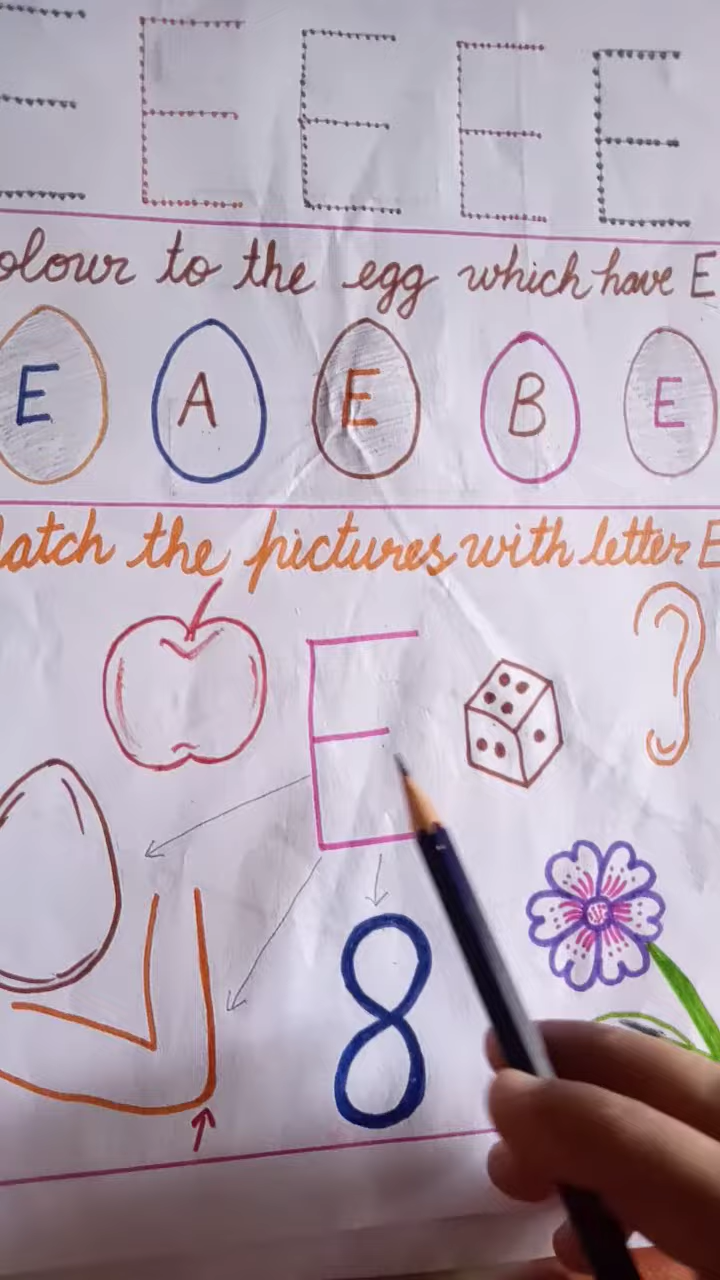 E E E E E
olour to the egg which have E
E A E B E
atch the pictures with letter E
E
8